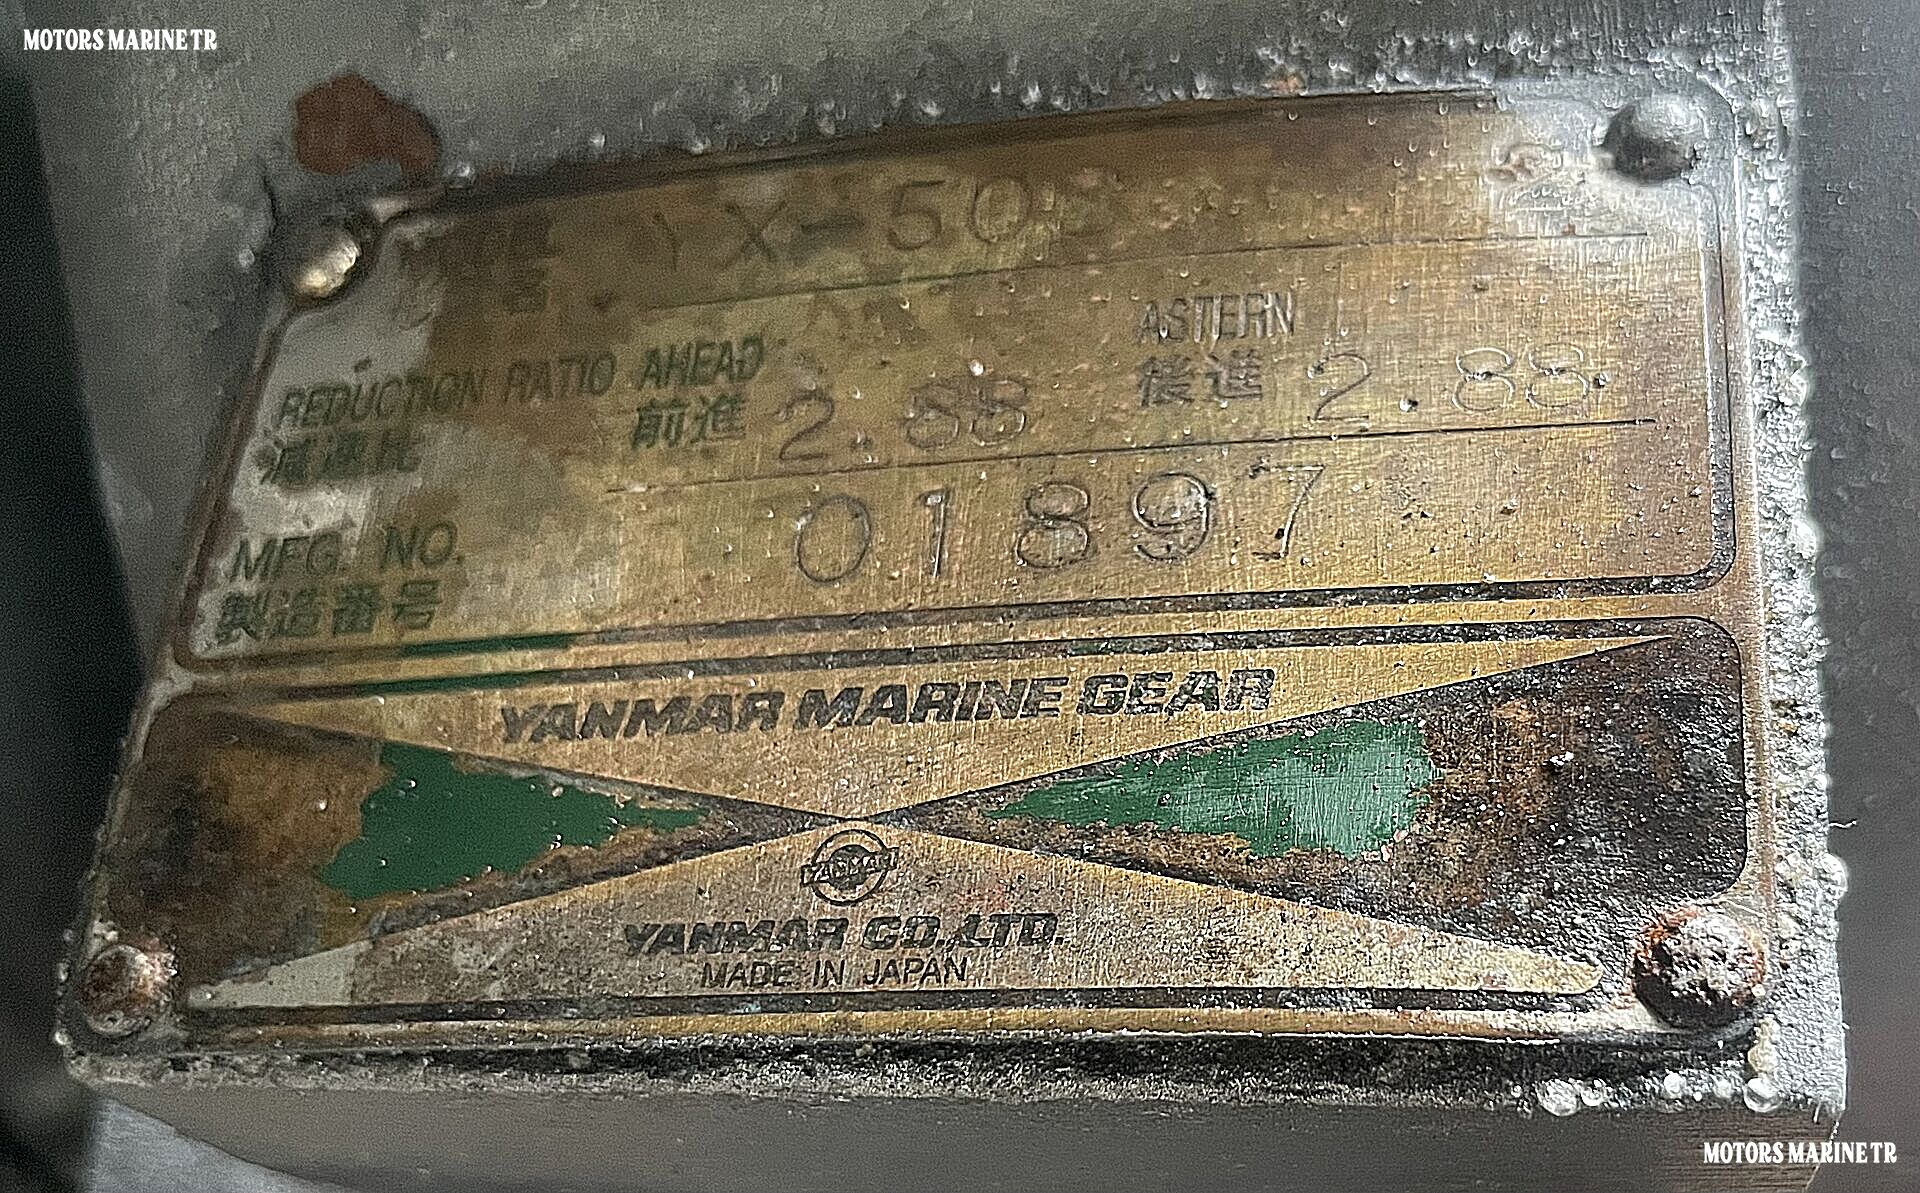 MOTORS MARINE TR
YX-50
REDUCTION RATIO AHEAD 2.88 ASTERN 2.88
減速比 前進 後進
MFG. NO. 01897
製造番号
YANMAR MARINE GEAR
YANMAR
YANMAR CO.,LTD.
MADE IN JAPAN
MOTORS MARINE TR